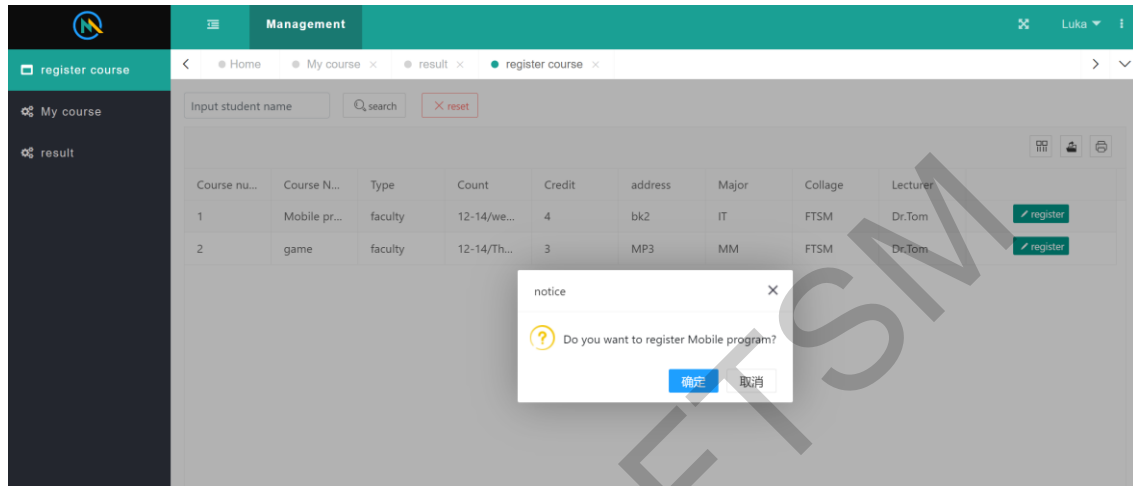 Management
Luka
register course
My course
result
Home
My course
result
register course
Input student name
search
reset
Course nu... Course N... Type Count Credit address Major Collage Lecturer
1 Mobile pr... faculty 12-14/we... 4 bk2 IT FTSM Dr.Tom register
2 game faculty 12-14/Th... 3 MP3 MM FTSM Dr.Tom register
notice
Do you want to register Mobile program?
确定 取消
FTSM